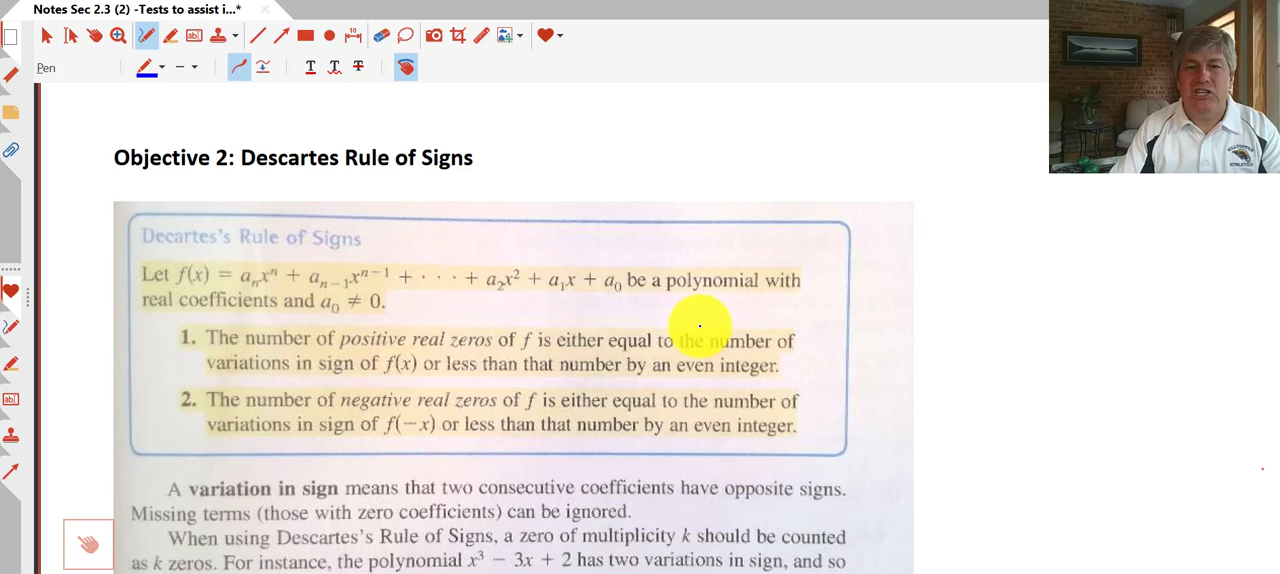 Notes Sec 2.3 (2) -Tests to assist i...*
Pen
Objective 2: Descartes Rule of Signs
Decartes's Rule of Signs
Let f(x) = aₙxⁿ + aₙ₋₁xⁿ⁻¹ + · · · + a₂x² + a₁x + a₀ be a polynomial with
real coefficients and a₀ ≠ 0.
1. The number of positive real zeros of f is either equal to the number of
variations in sign of f(x) or less than that number by an even integer.
2. The number of negative real zeros of f is either equal to the number of
variations in sign of f(−x) or less than that number by an even integer.
A variation in sign means that two consecutive coefficients have opposite signs.
Missing terms (those with zero coefficients) can be ignored.
When using Descartes's Rule of Signs, a zero of multiplicity k should be counted
as k zeros. For instance, the polynomial x³ − 3x + 2 has two variations in sign, and so